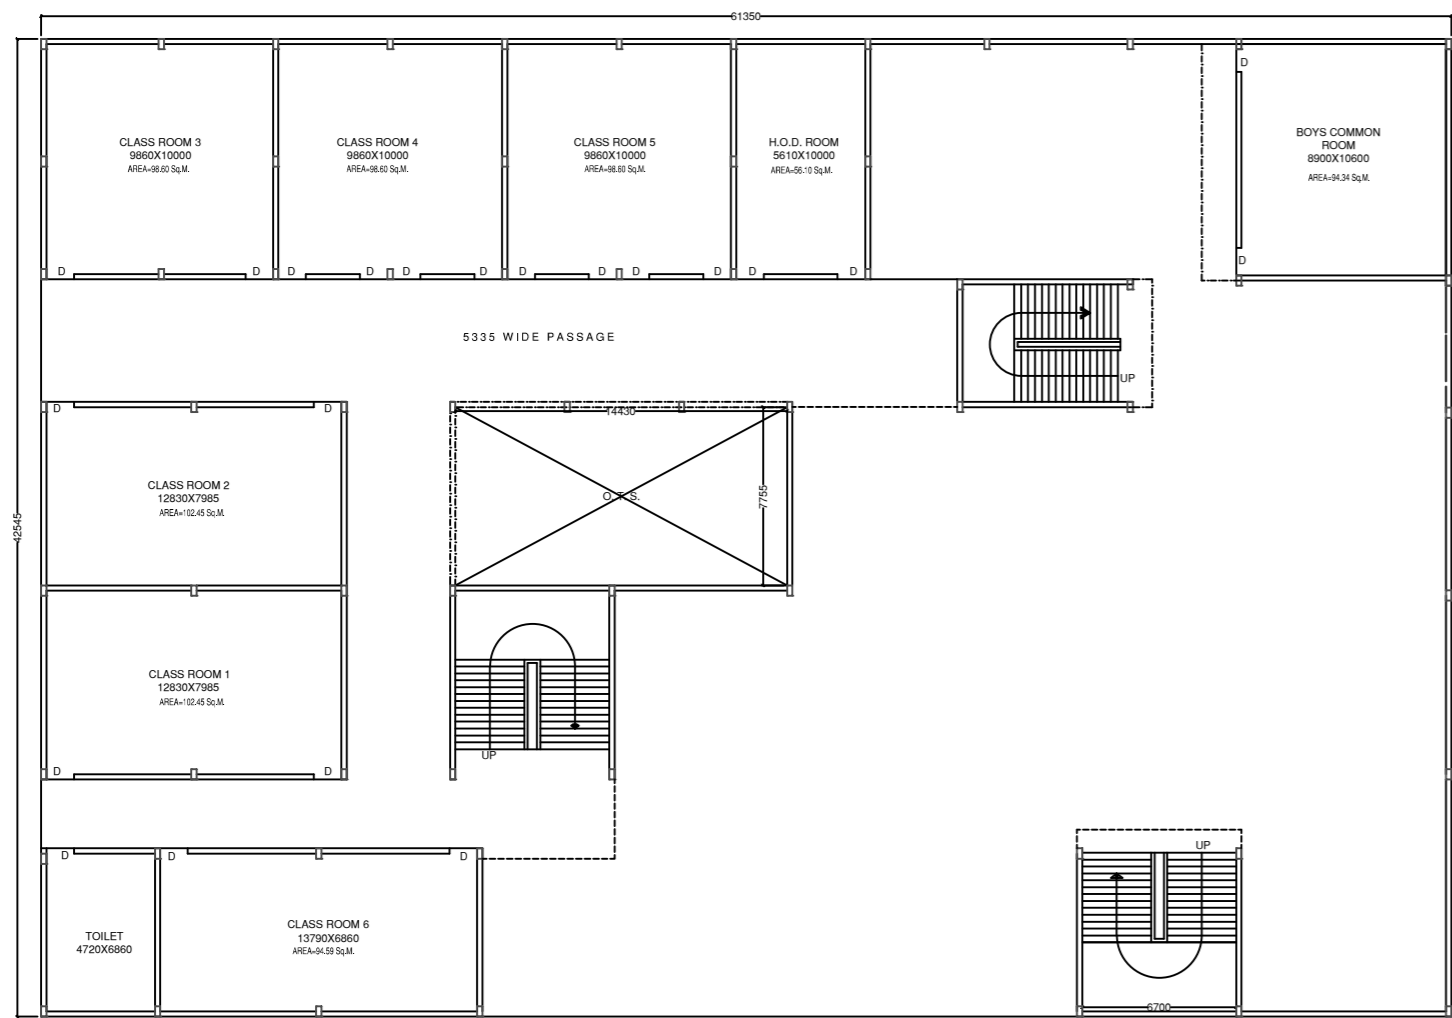 61350
CLASS ROOM 3
9860X10000
AREA=98.60 Sq.M.
CLASS ROOM 4
9860X10000
AREA=98.60 Sq.M.
CLASS ROOM 5
9860X10000
AREA=98.60 Sq.M.
H.O.D. ROOM
5610X10000
AREA=56.10 Sq.M.
D
BOYS COMMON
ROOM
8900X10600
AREA=94.34 Sq.M.
D
D
D
D
D
D
D
D
D
D
D
D
5335 WIDE PASSAGE
UP
D
D
14430
CLASS ROOM 2
12830X7985
AREA=102.45 Sq.M.
O.T.S.
7755
42545
CLASS ROOM 1
12830X7985
AREA=102.45 Sq.M.
UP
D
D
D
D
D
UP
CLASS ROOM 6
13790X6860
AREA=94.59 Sq.M.
TOILET
4720X6860
6700